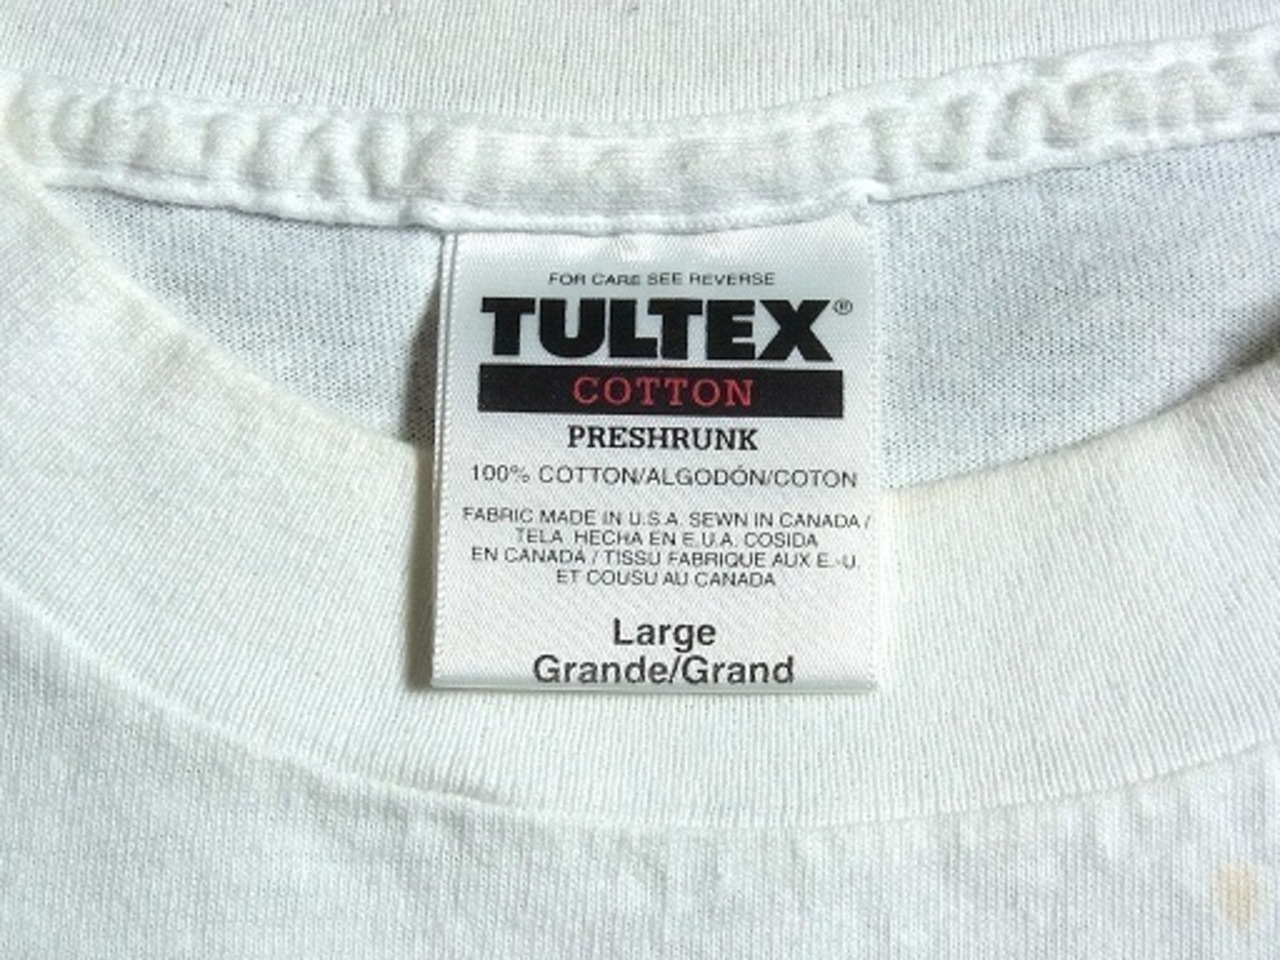 FOR CARE SEE REVERSE
TULTEX®
COTTON
PRESHRUNK
100% COTTON/ALGODÓN/COTON
FABRIC MADE IN U.S.A. SEWN IN CANADA /
TELA HECHA EN E.U.A. COSIDA
EN CANADA / TISSU FABRIQUE AUX E.-U.
ET COUSU AU CANADA
Large
Grande/Grand